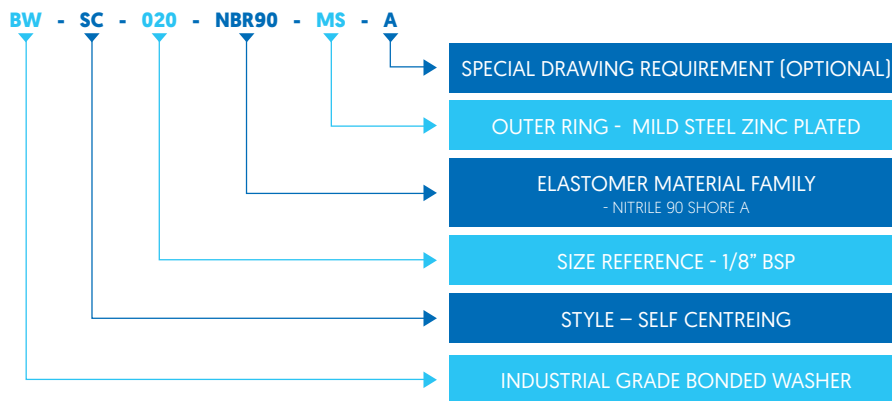 BW - SC - 020 - NBR90 - MS - A
SPECIAL DRAWING REQUIREMENT (OPTIONAL)
OUTER RING - MILD STEEL ZINC PLATED
ELASTOMER MATERIAL FAMILY
- NITRILE 90 SHORE A
SIZE REFERENCE - 1/8” BSP
STYLE – SELF CENTREING
INDUSTRIAL GRADE BONDED WASHER